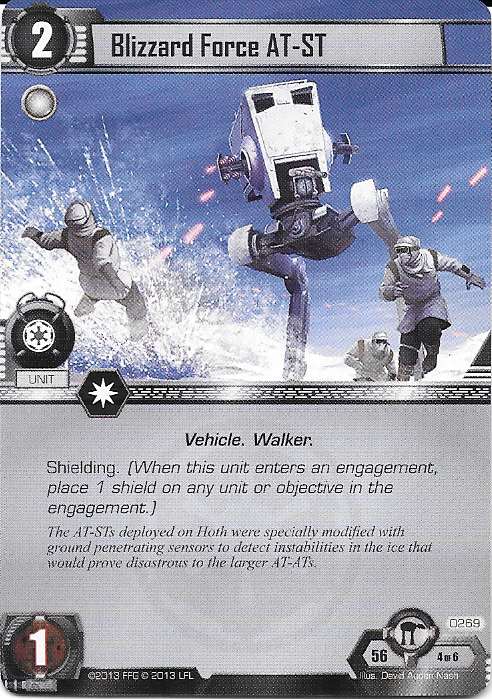 2
Blizzard Force AT-ST
UNIT
Vehicle. Walker.
Shielding. (When this unit enters an engagement,
place 1 shield on any unit or objective in the
engagement.)
The AT-STs deployed on Hoth were specially modified with
ground penetrating sensors to detect instabilities in the ice that
would prove disastrous to the larger AT-ATs.
0269
1
56
4 of 6
©2013 FFG © 2013 LFL
Illus. David Auden Nash